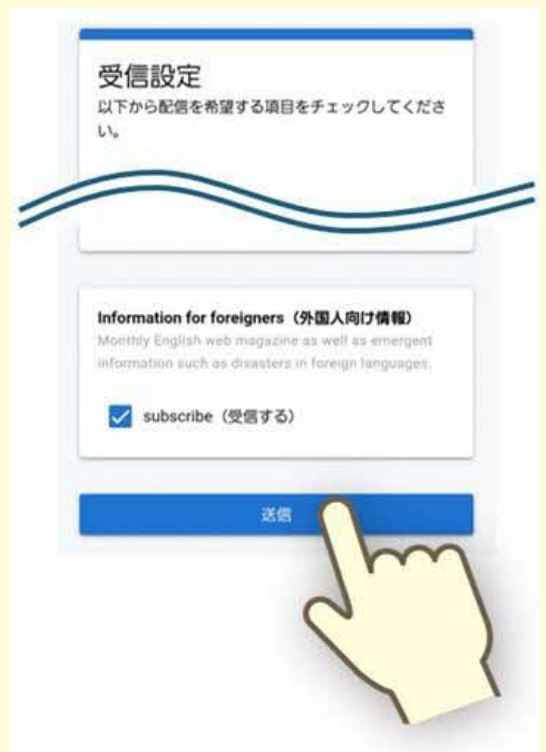 受信設定
以下から配信を希望する項目をチェックしてくださ
い。
Information for foreigners（外国人向け情報）
Monthly English web magazine as well as emergent
information such as disasters in foreign languages.
subscribe（受信する）
送信